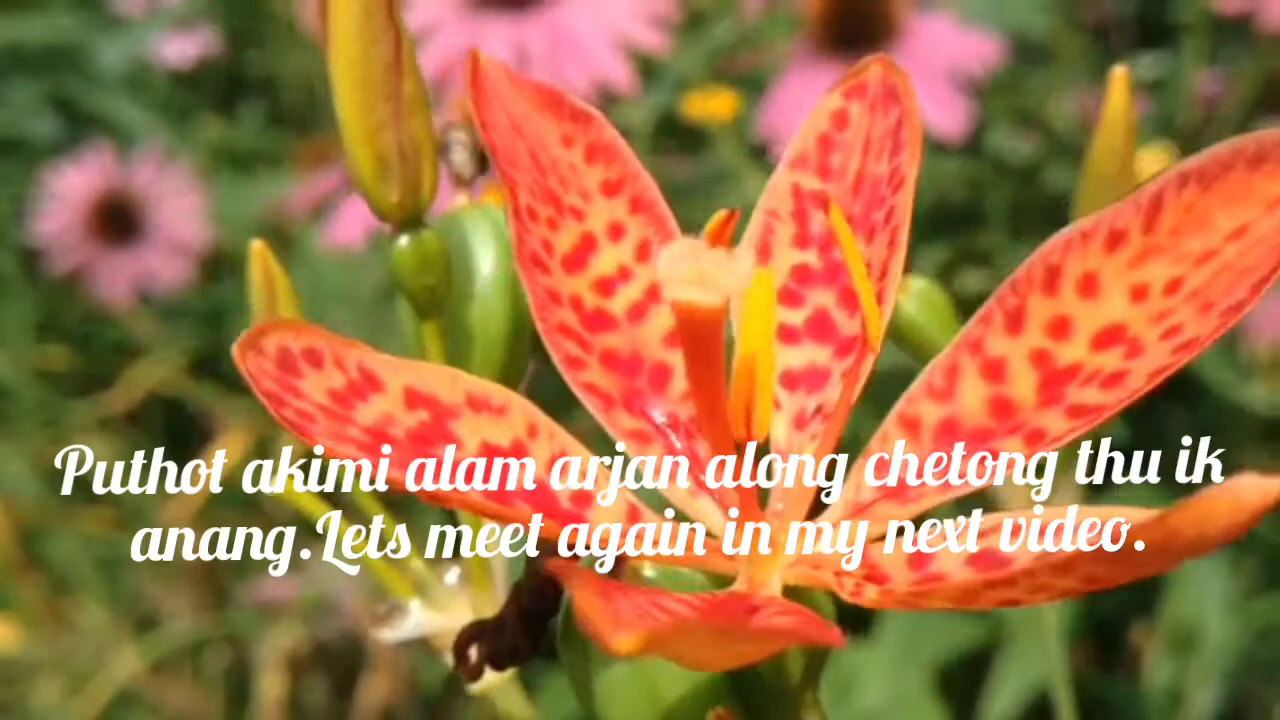 Puthot akimi alam arjan along chetong thu ik
anang.Lets meet again in my next video.